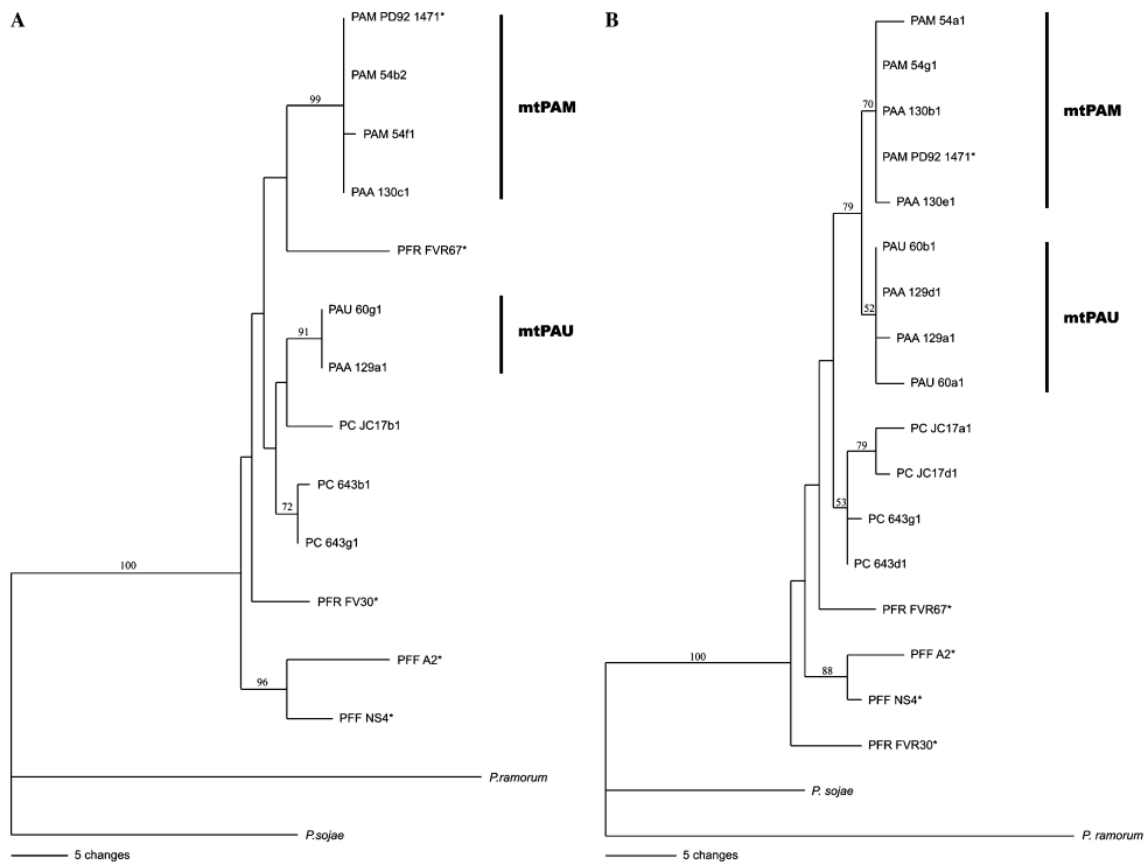 A
PAM PD92 1471*
PAM 54b2
99
mtPAM
PAM 54f1
PAA 130c1
PFR FVR67*
PAU 60g1
91
mtPAU
PAA 129a1
PC JC17b1
PC 643b1
72
PC 643g1
100
PFR FV30*
PFF A2*
96
PFF NS4*
P.ramorum
P.sojae
5 changes
B
PAM 54a1
PAM 54g1
70
PAA 130b1
mtPAM
PAM PD92 1471*
PAA 130e1
79
PAU 60b1
PAA 129d1
52
mtPAU
PAA 129a1
PAU 60a1
PC JC17a1
79
PC JC17d1
53
PC 643g1
PC 643d1
PFR FVR67*
100
PFF A2*
88
PFF NS4*
PFR FVR30*
P. sojae
P. ramorum
5 changes